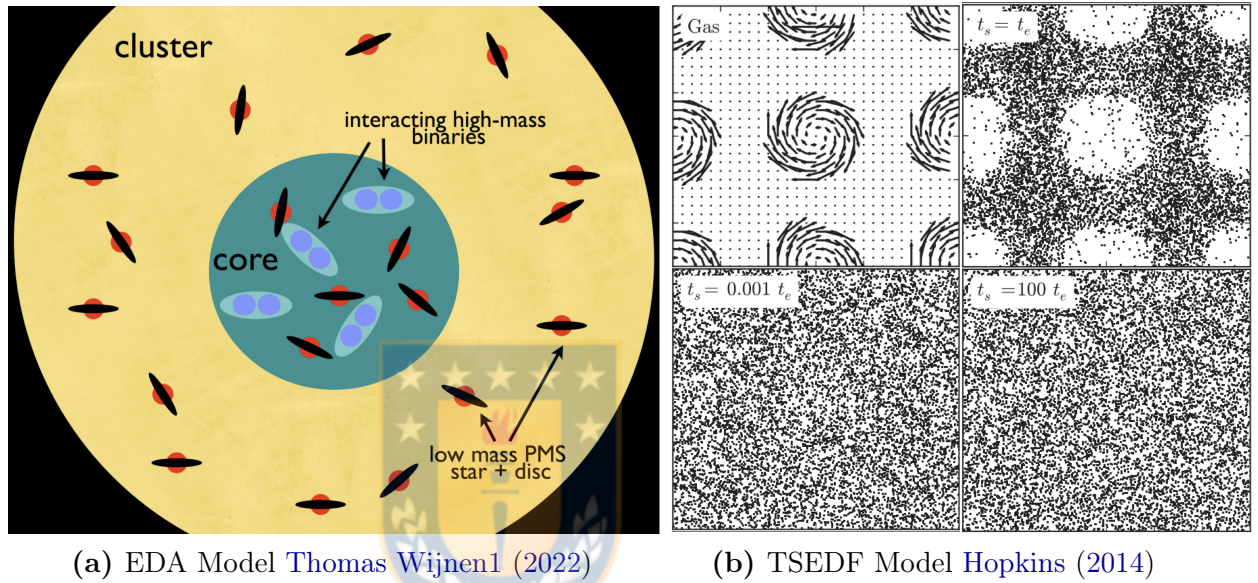 cluster
interacting high-mass
binaries
core
low mass PMS
star + disc
Gas
t_s = t_e
t_s = 0.001 t_e
t_s =100 t_e
(a) EDA Model Thomas Wijnen1 (2022)
(b) TSEDF Model Hopkins (2014)